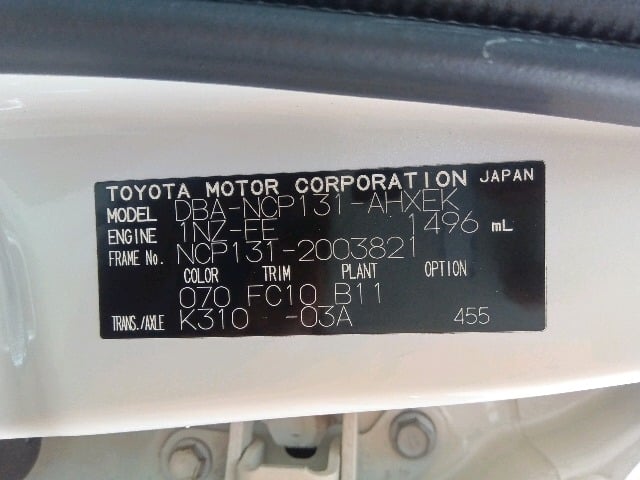 TOYOTA MOTOR CORPORATION JAPAN
MODEL DBA-NCP131-AHXEK
ENGINE 1NZ-FE 1496 mL
FRAME No. NCP131-2003821
COLOR TRIM PLANT OPTION
070 FC10 B11
TRANS./AXLE K310 -03A 455